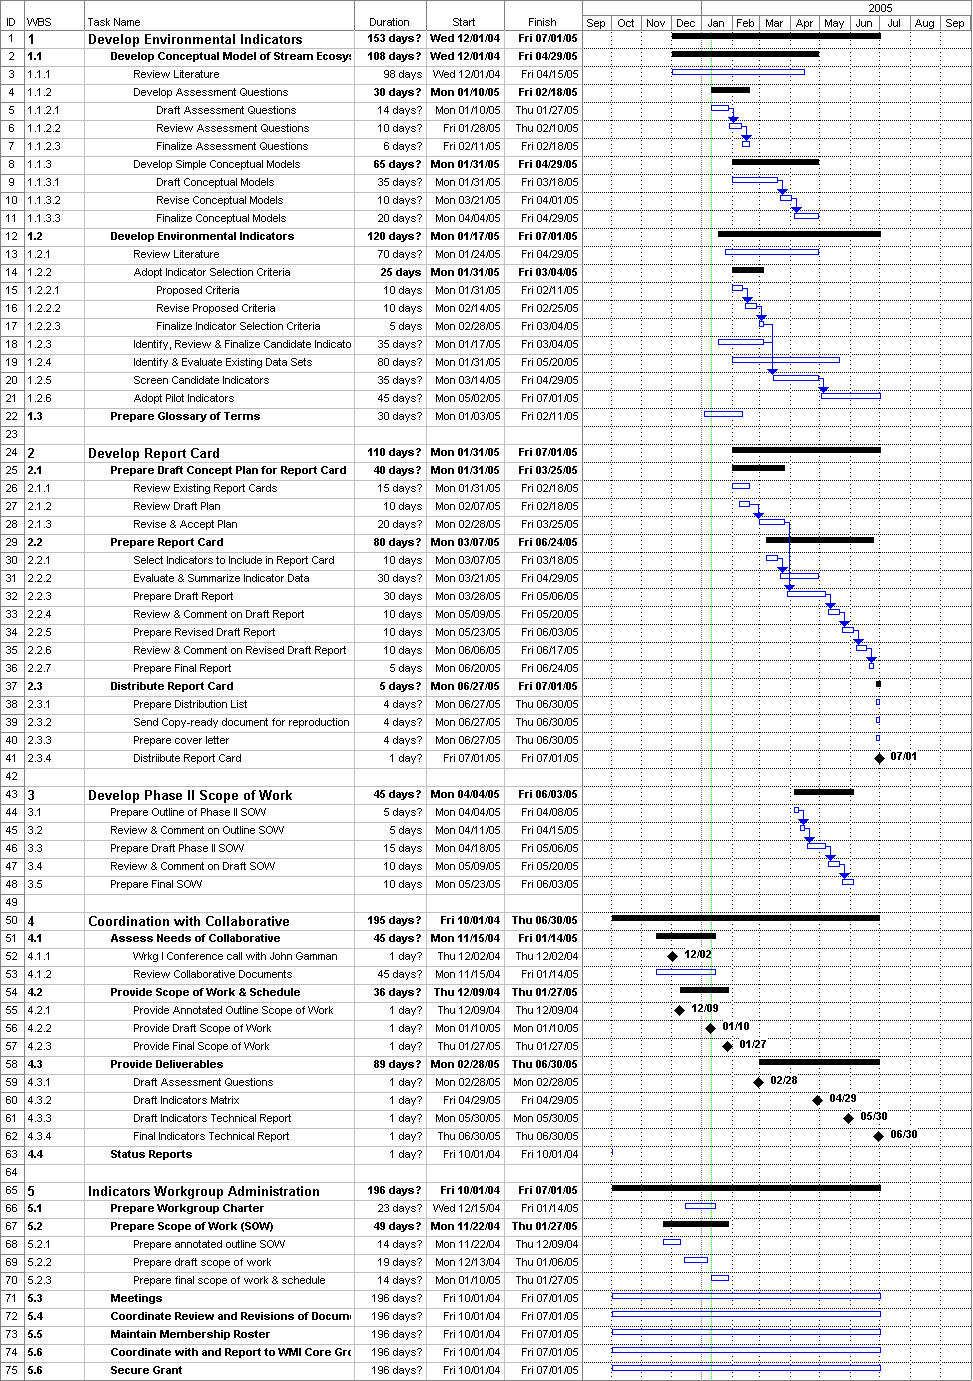 2005
ID WBS Task Name Duration Start Finish Sep Oct Nov Dec Jan Feb Mar Apr May Jun Jul Aug Sep
1 1 Develop Environmental Indicators 153 days? Wed 12/01/04 Fri 07/01/05
2 1.1 Develop Conceptual Model of Stream Ecosys 108 days? Wed 12/01/04 Fri 04/29/05
3 1.1.1 Review Literature 98 days Wed 12/01/04 Fri 04/15/05
4 1.1.2 Develop Assessment Questions 30 days? Mon 01/10/05 Fri 02/18/05
5 1.1.2.1 Draft Assessment Questions 14 days? Mon 01/10/05 Thu 01/27/05
6 1.1.2.2 Review Assessment Questions 10 days? Fri 01/28/05 Thu 02/10/05
7 1.1.2.3 Finalize Assessment Questions 6 days? Fri 02/11/05 Fri 02/18/05
8 1.1.3 Develop Simple Conceptual Models 65 days? Mon 01/31/05 Fri 04/29/05
9 1.1.3.1 Draft Conceptual Models 35 days? Mon 01/31/05 Fri 03/18/05
10 1.1.3.2 Revise Conceptual Models 10 days? Mon 03/21/05 Fri 04/01/05
11 1.1.3.3 Finalize Conceptual Models 20 days? Mon 04/04/05 Fri 04/29/05
12 1.2 Develop Environmental Indicators 120 days? Mon 01/17/05 Fri 07/01/05
13 1.2.1 Review Literature 70 days? Mon 01/24/05 Fri 04/29/05
14 1.2.2 Adopt Indicator Selection Criteria 25 days Mon 01/31/05 Fri 03/04/05
15 1.2.2.1 Proposed Criteria 10 days Mon 01/31/05 Fri 02/11/05
16 1.2.2.2 Revise Proposed Criteria 10 days Mon 02/14/05 Fri 02/25/05
17 1.2.2.3 Finalize Indicator Selection Criteria 5 days Mon 02/28/05 Fri 03/04/05
18 1.2.3 Identify, Review & Finalize Candidate Indicato 35 days? Mon 01/17/05 Fri 03/04/05
19 1.2.4 Identify & Evaluate Existing Data Sets 80 days? Mon 01/31/05 Fri 05/20/05
20 1.2.5 Screen Candidate Indicators 35 days? Mon 03/14/05 Fri 04/29/05
21 1.2.6 Adopt Pilot Indicators 45 days? Mon 05/02/05 Fri 07/01/05
22 1.3 Prepare Glossary of Terms 30 days? Mon 01/03/05 Fri 02/11/05
23
24 2 Develop Report Card 110 days? Mon 01/31/05 Fri 07/01/05
25 2.1 Prepare Draft Concept Plan for Report Card 40 days? Mon 01/31/05 Fri 03/25/05
26 2.1.1 Review Existing Report Cards 15 days? Mon 01/31/05 Fri 02/18/05
27 2.1.2 Review Draft Plan 10 days Mon 02/07/05 Fri 02/18/05
28 2.1.3 Revise & Accept Plan 20 days? Mon 02/28/05 Fri 03/25/05
29 2.2 Prepare Report Card 80 days? Mon 03/07/05 Fri 06/24/05
30 2.2.1 Select Indicators to Include in Report Card 10 days Mon 03/07/05 Fri 03/18/05
31 2.2.2 Evaluate & Summarize Indicator Data 30 days? Mon 03/21/05 Fri 04/29/05
32 2.2.3 Prepare Draft Report 30 days Mon 03/28/05 Fri 05/06/05
33 2.2.4 Review & Comment on Draft Report 10 days Mon 05/09/05 Fri 05/20/05
34 2.2.5 Prepare Revised Draft Report 10 days Mon 05/23/05 Fri 06/03/05
35 2.2.6 Review & Comment on Revised Draft Report 10 days Mon 06/06/05 Fri 06/17/05
36 2.2.7 Prepare Final Report 5 days Mon 06/20/05 Fri 06/24/05
37 2.3 Distribute Report Card 5 days? Mon 06/27/05 Fri 07/01/05
38 2.3.1 Prepare Distribution List 4 days? Mon 06/27/05 Thu 06/30/05
39 2.3.2 Send Copy-ready document for reproduction 4 days? Mon 06/27/05 Thu 06/30/05
40 2.3.3 Prepare cover letter 4 days? Mon 06/27/05 Thu 06/30/05
41 2.3.4 Distriibute Report Card 1 day? Fri 07/01/05 Fri 07/01/05 07/01
42
43 3 Develop Phase II Scope of Work 45 days? Mon 04/04/05 Fri 06/03/05
44 3.1 Prepare Outline of Phase II SOW 5 days? Mon 04/04/05 Fri 04/08/05
45 3.2 Review & Comment on Outline SOW 5 days Mon 04/11/05 Fri 04/15/05
46 3.3 Prepare Draft Phase II SOW 15 days Mon 04/18/05 Fri 05/06/05
47 3.4 Review & Comment on Draft SOW 10 days Mon 05/09/05 Fri 05/20/05
48 3.5 Prepare Final SOW 10 days Mon 05/23/05 Fri 06/03/05
49
50 4 Coordination with Collaborative 195 days? Fri 10/01/04 Thu 06/30/05
51 4.1 Assess Needs of Collaborative 45 days? Mon 11/15/04 Fri 01/14/05
52 4.1.1 Wrkg I Conference call with John Gamman 1 day? Thu 12/02/04 Thu 12/02/04 12/02
53 4.1.2 Review Collaborative Documents 45 days? Mon 11/15/04 Fri 01/14/05
54 4.2 Provide Scope of Work & Schedule 36 days? Thu 12/09/04 Thu 01/27/05
55 4.2.1 Provide Annotated Outline Scope of Work 1 day? Thu 12/09/04 Thu 12/09/04 12/09
56 4.2.2 Provide Draft Scope of Work 1 day? Mon 01/10/05 Mon 01/10/05 01/10
57 4.2.3 Provide Final Scope of Work 1 day? Thu 01/27/05 Thu 01/27/05 01/27
58 4.3 Provide Deliverables 89 days? Mon 02/28/05 Thu 06/30/05
59 4.3.1 Draft Assessment Questions 1 day? Mon 02/28/05 Mon 02/28/05 02/28
60 4.3.2 Draft Indicators Matrix 1 day? Fri 04/29/05 Fri 04/29/05 04/29
61 4.3.3 Draft Indicators Technical Report 1 day? Mon 05/30/05 Mon 05/30/05 05/30
62 4.3.4 Final Indicators Technical Report 1 day? Thu 06/30/05 Thu 06/30/05 06/30
63 4.4 Status Reports 1 day? Fri 10/01/04 Fri 10/01/04
64
65 5 Indicators Workgroup Administration 196 days? Fri 10/01/04 Fri 07/01/05
66 5.1 Prepare Workgroup Charter 23 days? Wed 12/15/04 Fri 01/14/05
67 5.2 Prepare Scope of Work (SOW) 49 days? Mon 11/22/04 Thu 01/27/05
68 5.2.1 Prepare annotated outline SOW 14 days? Mon 11/22/04 Thu 12/09/04
69 5.2.2 Prepare draft scope of work 19 days? Mon 12/13/04 Thu 01/06/05
70 5.2.3 Prepare final scope of work & schedule 14 days? Mon 01/10/05 Thu 01/27/05
71 5.3 Meetings 196 days? Fri 10/01/04 Fri 07/01/05
72 5.4 Coordinate Review and Revisions of Docum 196 days? Fri 10/01/04 Fri 07/01/05
73 5.5 Maintain Membership Roster 196 days? Fri 10/01/04 Fri 07/01/05
74 5.6 Coordinate with and Report to WMI Core Gro 196 days? Fri 10/01/04 Fri 07/01/05
75 5.6 Secure Grant 196 days? Fri 10/01/04 Fri 07/01/05